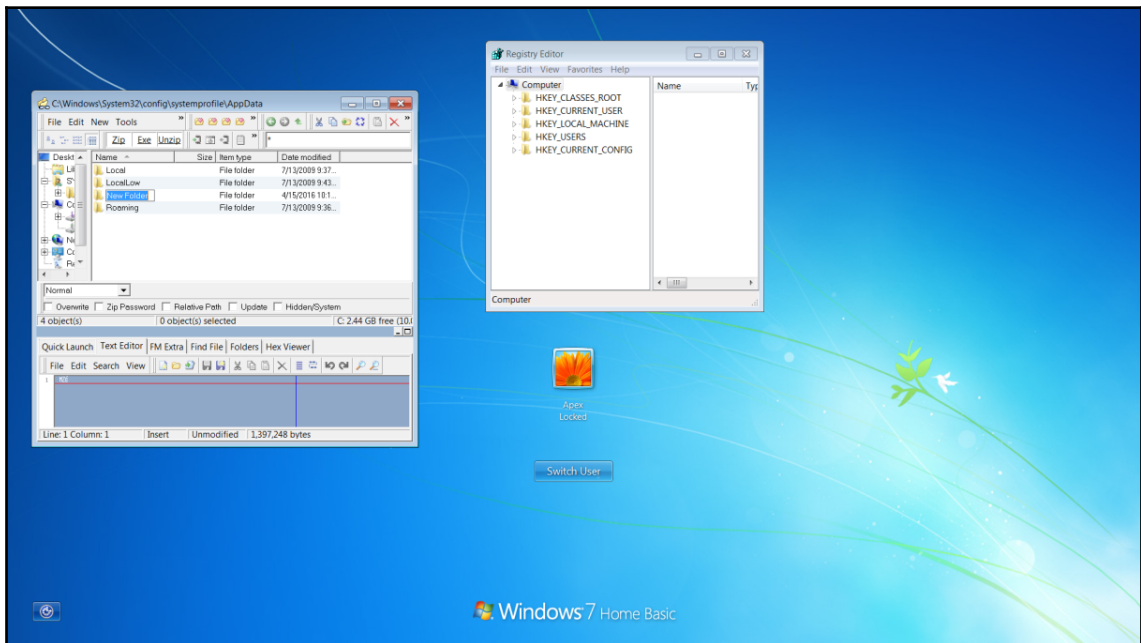 C:\Windows\System32\config\systemprofile\AppData
File Edit New Tools » »
Zip Exe Unzip » *
Deskt Name Size Item type Date modified
Local File folder 7/13/2009 9:37...
LocalLow File folder 7/13/2009 9:43...
New Folder File folder 4/15/2016 10:1...
Roaming File folder 7/13/2009 9:36...
Normal
Overwrite Zip Password Relative Path Update Hidden/System
4 object(s) 0 object(s) selected C: 2.44 GB free (10.
Quick Launch Text Editor FM Extra Find File Folders Hex Viewer
File Edit Search View
Line: 1 Column: 1 Insert Unmodified 1,397,248 bytes
Registry Editor
File Edit View Favorites Help
Computer
HKEY_CLASSES_ROOT
HKEY_CURRENT_USER
HKEY_LOCAL_MACHINE
HKEY_USERS
HKEY_CURRENT_CONFIG
Name Typ
Computer
Apex
Locked
Switch User
Windows 7 Home Basic